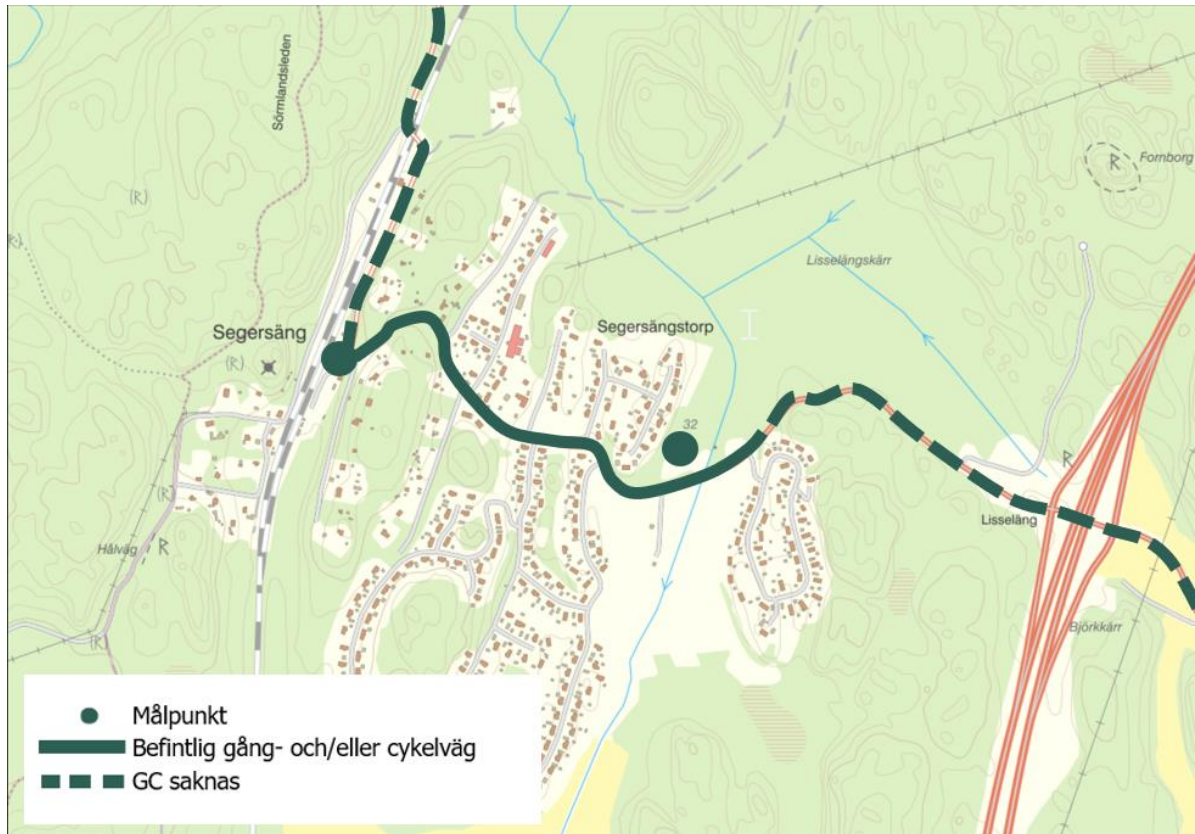 Sörmlandsleden
Fornborg
R
(R)
(R)
Lisselängskärr
Segersäng
Segersängstorp
(R)
32
R
(R)
Lisseläng
Hålväg
R
Björkkärr
(R)
Målpunkt
Befintlig gång- och/eller cykelväg
GC saknas